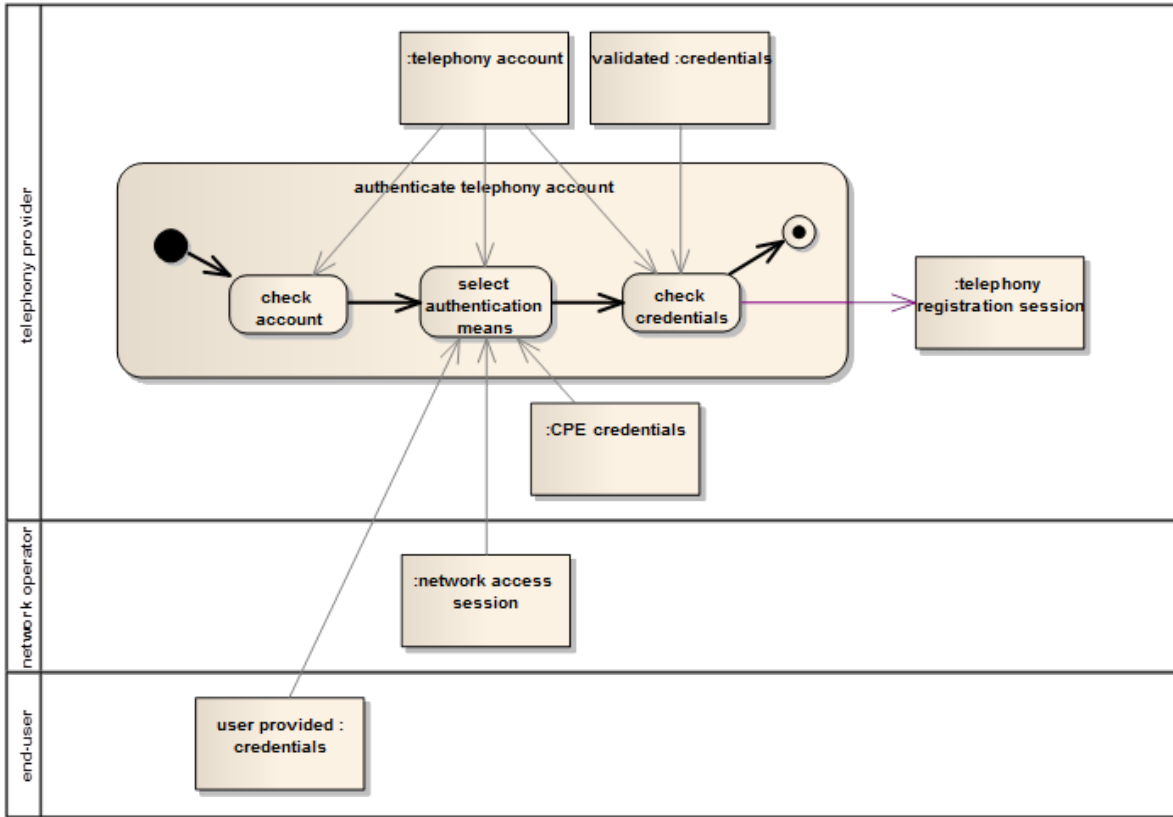 telephony provider
:telephony account
validated :credentials
authenticate telephony account
check
account
select
authentication
means
check
credentials
:telephony
registration session
:CPE credentials
network operator
:network access
session
end-user
user provided :
credentials